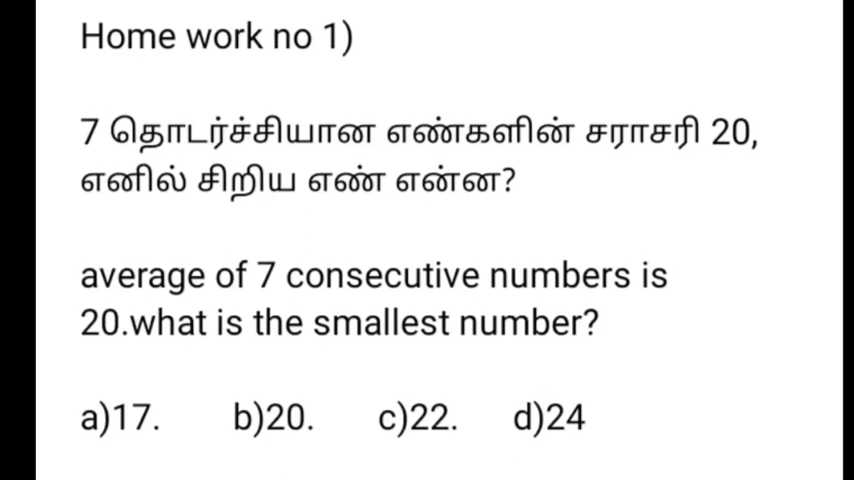 Home work no 1)
7 தொடர்ச்சியான எண்களின் சராசரி 20,
எனில் சிறிய எண் என்ன?
average of 7 consecutive numbers is
20.what is the smallest number?
a)17. b)20. c)22. d)24